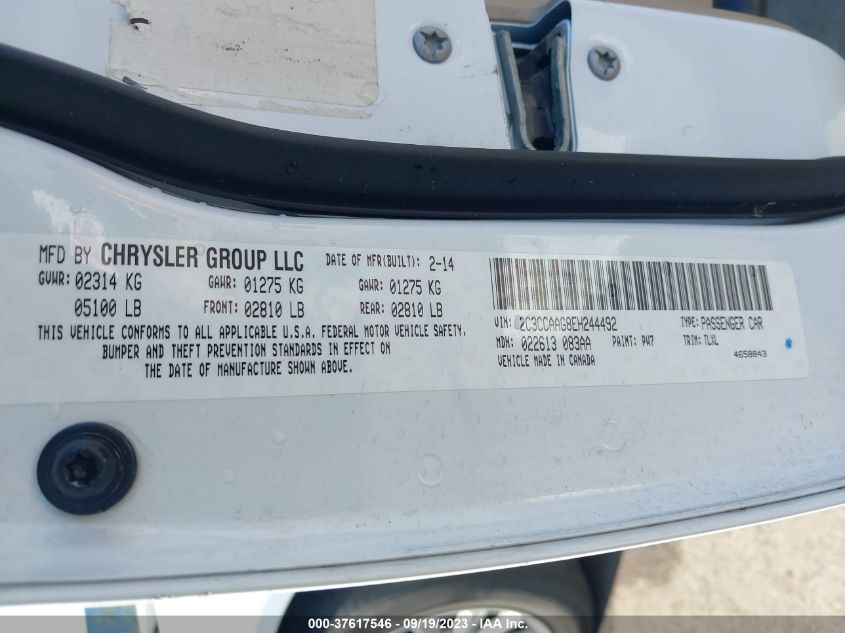 MFD BY CHRYSLER GROUP LLC DATE OF MFR(BUILT): 2-14
GVWR: 02314 KG GAWR: 01275 KG GAWR: 01275 KG
05100 LB FRONT: 02810 LB REAR: 02810 LB
THIS VEHICLE CONFORMS TO ALL APPLICABLE U.S.A. FEDERAL MOTOR VEHICLE SAFETY,
BUMPER AND THEFT PREVENTION STANDARDS IN EFFECT ON
THE DATE OF MANUFACTURE SHOWN ABOVE.
VIN: 2C3CCAAG8EH244492 TYPE: PASSENGER CAR
MDH: 022613 083AA PAINT: PW7 TRIM: TLXL
VEHICLE MADE IN CANADA 4658843
000-37617546 - 09/19/2023 - IAA Inc.